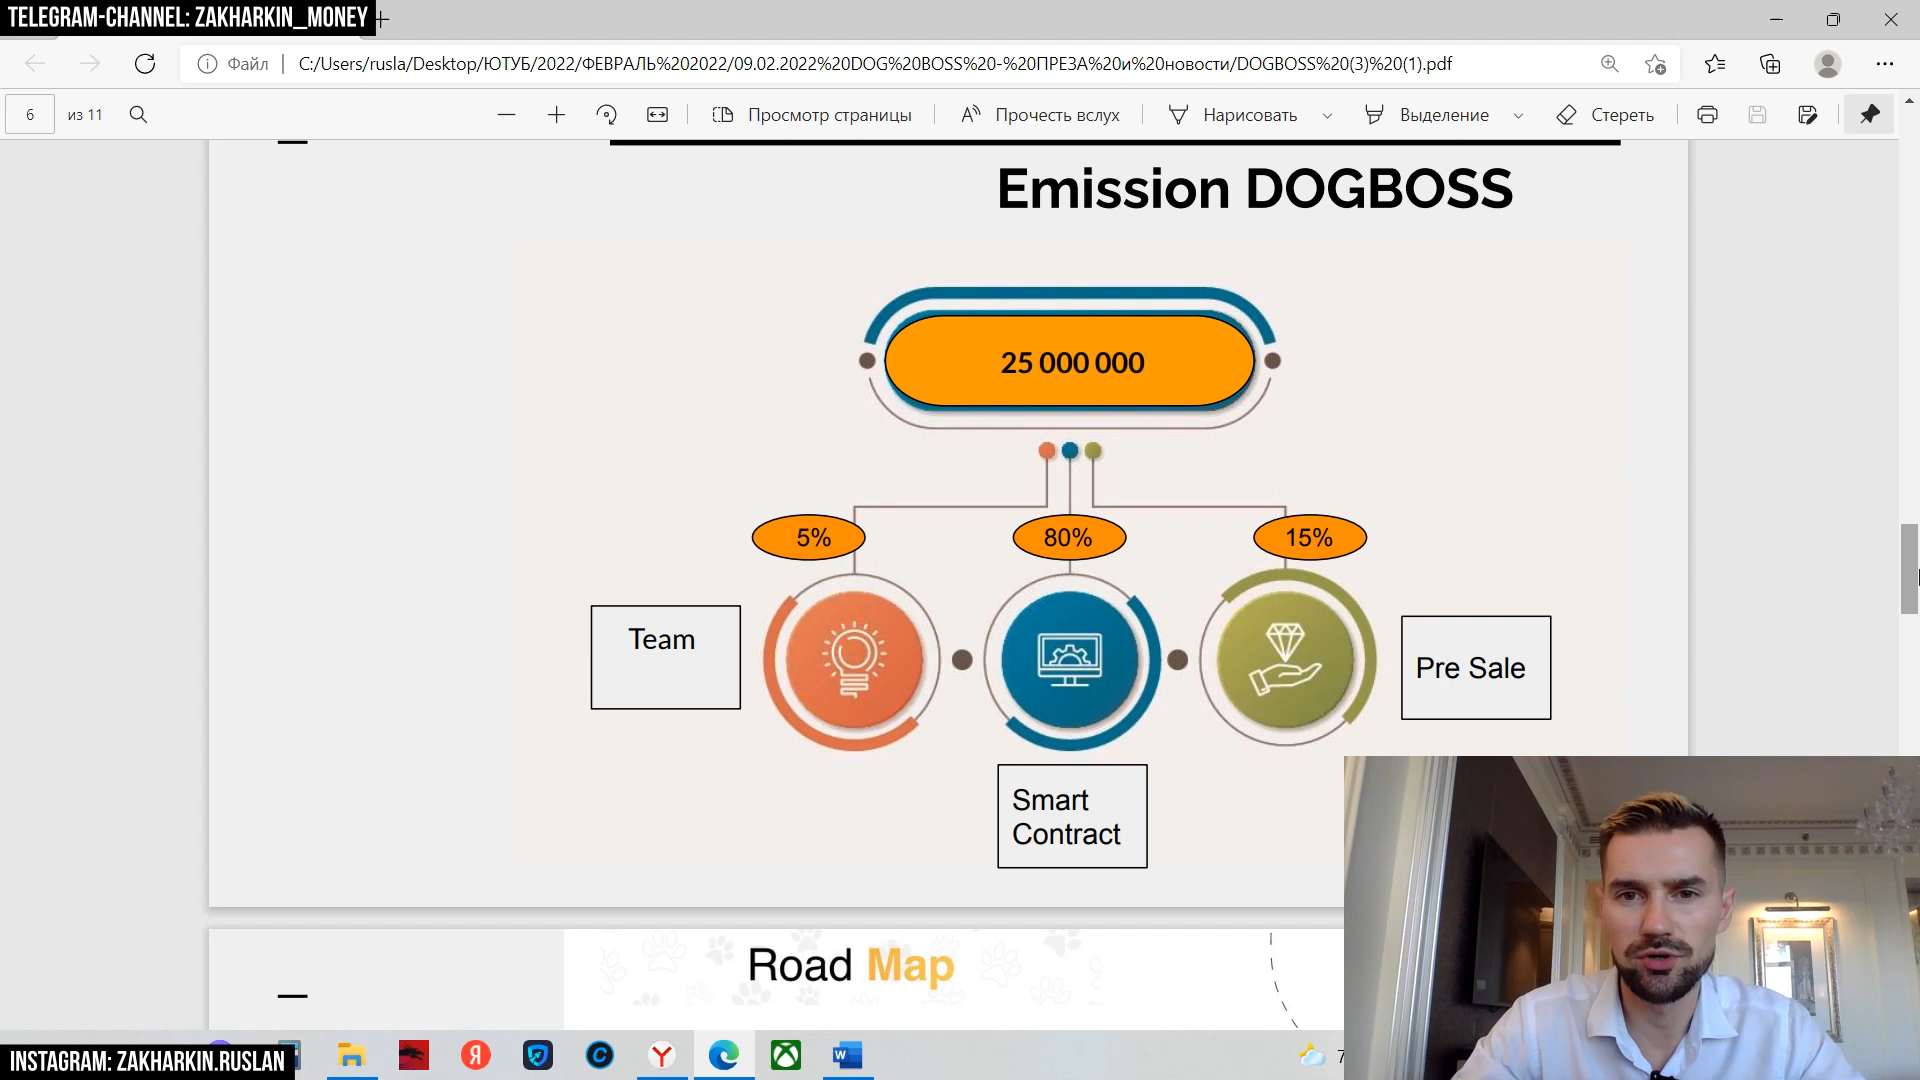 TELEGRAM-CHANNEL: ZAKHARKIN_MONEY
Файл C:/Users/rusla/Desktop/ЮТУБ/2022/ФЕВРАЛЬ%202022/09.02.2022%20DOG%20BOSS%20-%20ПРЕЗА%20и%20новости/DOGBOSS%20(3)%20(1).pdf
6 из 11 Просмотр страницы Прочесть вслух Нарисовать Выделение Стереть
Emission DOGBOSS
25 000 000
5% 80% 15%
Team
Pre Sale
Smart
Contract
Road Map
INSTAGRAM: ZAKHARKIN.RUSLAN
7